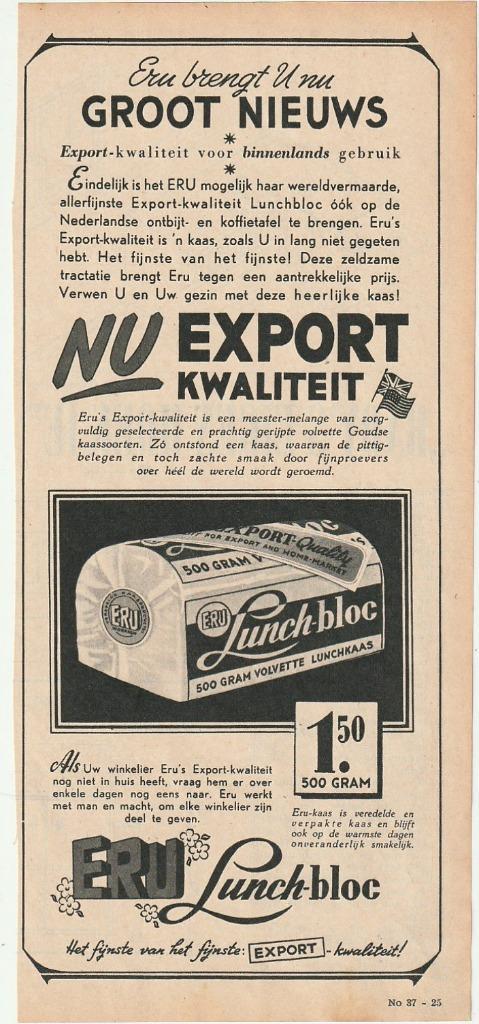 Eru brengt U nu
GROOT NIEUWS
*
Export-kwaliteit voor binnenlands gebruik
*
Eindelijk is het ERU mogelijk haar wereldvermaarde,
allerfijnste Export-kwaliteit Lunchbloc óók op de
Nederlandse ontbijt- en koffietafel te brengen. Eru's
Export-kwaliteit is 'n kaas, zoals U in lang niet gegeten
hebt. Het fijnste van het fijnste! Deze zeldzame
tractatie brengt Eru tegen een aantrekkelijke prijs.
Verwen U en Uw gezin met deze heerlijke kaas!
NU EXPORT
KWALITEIT
Eru's Export-kwaliteit is een meester-melange van zorg-
vuldig geselecteerde en prachtig gerijpte volvette Goudse
kaassoorten. Zó ontstond een kaas, waarvan de pittig-
belegen en toch zachte smaak door fijnproevers
over héél de wereld wordt geroemd.
EXPORT-Quality
FOR EXPORT AND HOME-MARKET
500 GRAM V
ERU
ERU Lunch-bloc
500 GRAM VOLVETTE LUNCHKAAS
1.50
500 GRAM
Als Uw winkelier Eru's Export-kwaliteit
nog niet in huis heeft, vraag hem er over
enkele dagen nog eens naar. Eru werkt
met man en macht, om elke winkelier zijn
deel te geven.
Eru-kaas is veredelde en
verpakte kaas en blijft
ook op de warmste dagen
onveranderlijk smakelijk.
ERU Lunch-bloc
Het fijnste van het fijnste: EXPORT - kwaliteit!
No 37 - 25